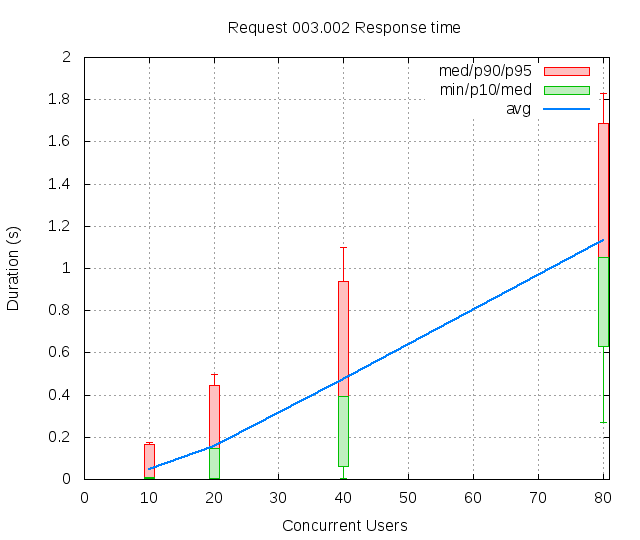 Request 003.002 Response time
med/p90/p95
min/p10/med
avg
2
1.8
1.6
1.4
1.2
1
0.8
0.6
0.4
0.2
0
Duration (s)
0 10 20 30 40 50 60 70 80
Concurrent Users